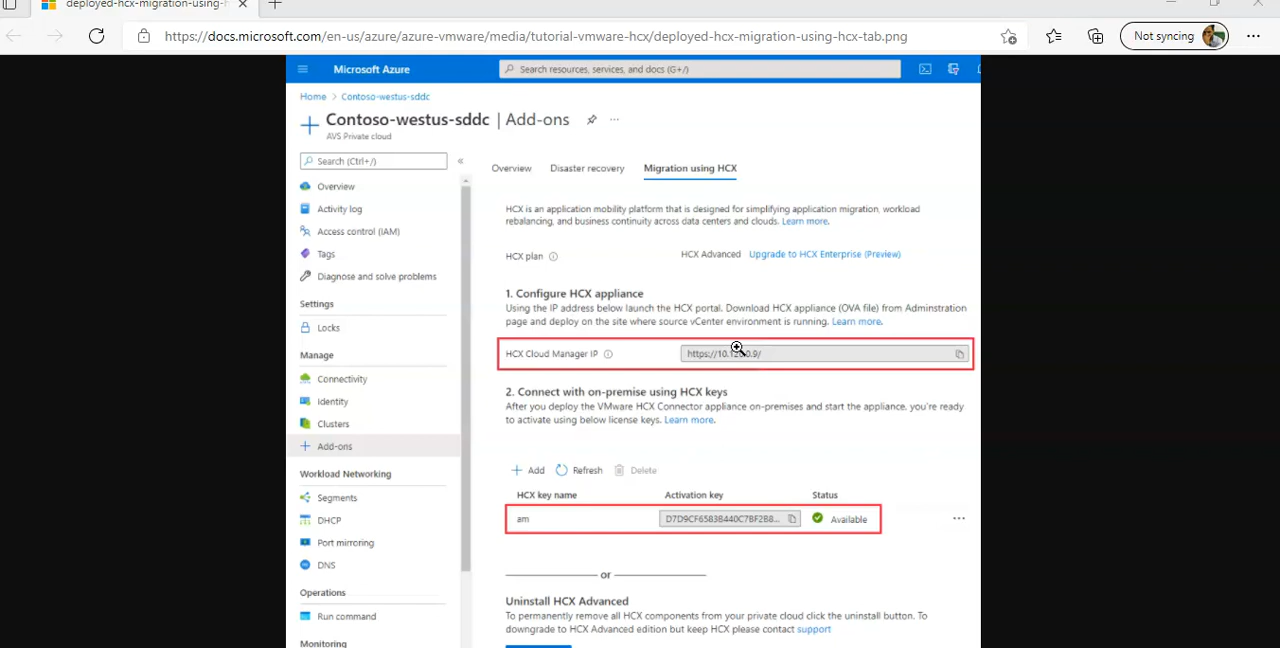 deployed-hcx-migration-using-h
https://docs.microsoft.com/en-us/azure/azure-vmware/media/tutorial-vmware-hcx/deployed-hcx-migration-using-hcx-tab.png
Not syncing
Microsoft Azure
Search resources, services, and docs (G+/)
Home > Contoso-westus-sddc
Contoso-westus-sddc | Add-ons
AVS Private cloud
Search (Ctrl+/)
Overview
Activity log
Access control (IAM)
Tags
Diagnose and solve problems
Settings
Locks
Manage
Connectivity
Identity
Clusters
Add-ons
Workload Networking
Segments
DHCP
Port mirroring
DNS
Operations
Run command
Monitoring
Overview Disaster recovery Migration using HCX
HCX is an application mobility platform that is designed for simplifying application migration, workload
rebalancing, and business continuity across data centers and clouds. Learn more.
HCX plan HCX Advanced Upgrade to HCX Enterprise (Preview)
1. Configure HCX appliance
Using the IP address below launch the HCX portal. Download HCX appliance (OVA file) from Adminstration
page and deploy on the site where source vCenter environment is running. Learn more.
HCX Cloud Manager IP
2. Connect with on-premise using HCX keys
After you deploy the VMware HCX Connector appliance on-premises and start the appliance, you're ready
to activate using below license keys. Learn more.
+ Add Refresh Delete
HCX key name Activation key Status
am D7D9CF6583B440C7BF2B8... Available
or
Uninstall HCX Advanced
To permanently remove all HCX components from your private cloud click the uninstall button. To
downgrade to HCX Advanced edition but keep HCX please contact support